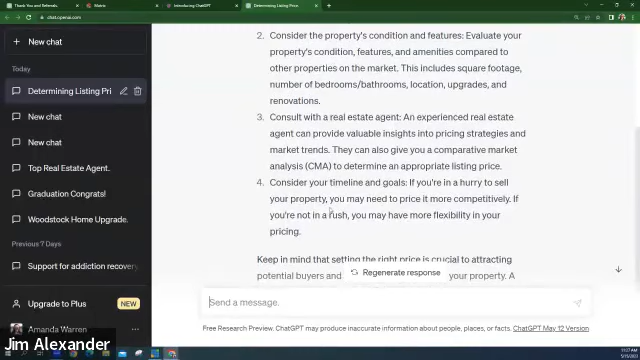 Thank You and Referrals
Matrix
Introducing ChatGPT
Determining Listing Price
chat.openai.com
New chat
Today
Determining Listing Pri
New chat
New chat
Top Real Estate Agent.
Graduation Congrats!
Woodstock Home Upgrade.
Previous 7 Days
Support for addiction recovery
Upgrade to Plus NEW
Amanda Warren
Jim Alexander
2. Consider the property's condition and features: Evaluate your
property's condition, features, and amenities compared to
other properties on the market. This includes square footage,
number of bedrooms/bathrooms, location, upgrades, and
renovations.
3. Consult with a real estate agent: An experienced real estate
agent can provide valuable insights into pricing strategies and
market trends. They can also give you a comparative market
analysis (CMA) to determine an appropriate listing price.
4. Consider your timeline and goals: If you're in a hurry to sell
your property, you may need to price it more competitively. If
you're not in a rush, you may have more flexibility in your
pricing.
Keep in mind that setting the right price is crucial to attracting
potential buyers and your property. A
Regenerate response
Send a message.
Free Research Preview. ChatGPT may produce inaccurate information about people, places, or facts. ChatGPT May 12 Version
11:27 AM